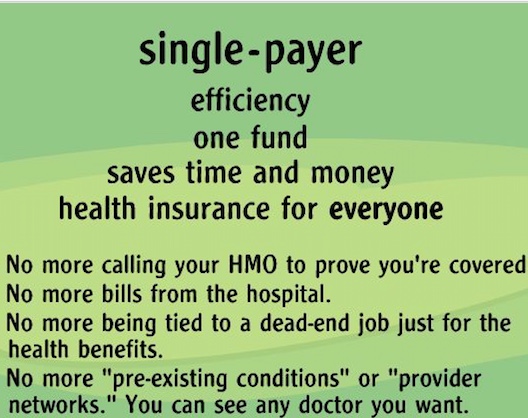 single-payer
efficiency
one fund
saves time and money
health insurance for everyone
No more calling your HMO to prove you're covered
No more bills from the hospital.
No more being tied to a dead-end job just for the
health benefits.
No more "pre-existing conditions" or "provider
networks." You can see any doctor you want.